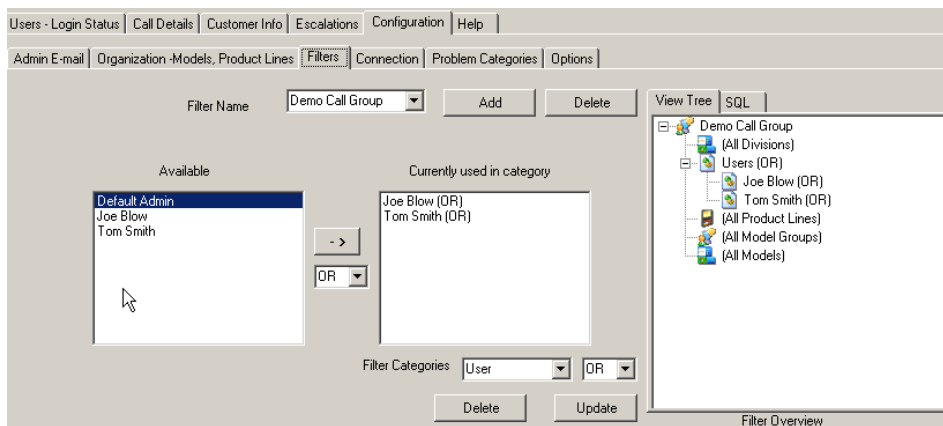 Users - Login Status Call Details Customer Info Escalations Configuration Help
Admin E-mail Organization -Models, Product Lines Filters Connection Problem Categories Options
Filter Name Demo Call Group Add Delete
Available
Default Admin
Joe Blow
Tom Smith
- >
OR
Currently used in category
Joe Blow (OR)
Tom Smith (OR)
Filter Categories User OR
Delete Update
View Tree SQL
Demo Call Group
(All Divisions)
Users (OR)
Joe Blow (OR)
Tom Smith (OR)
(All Product Lines)
(All Model Groups)
(All Models)
Filter Overview